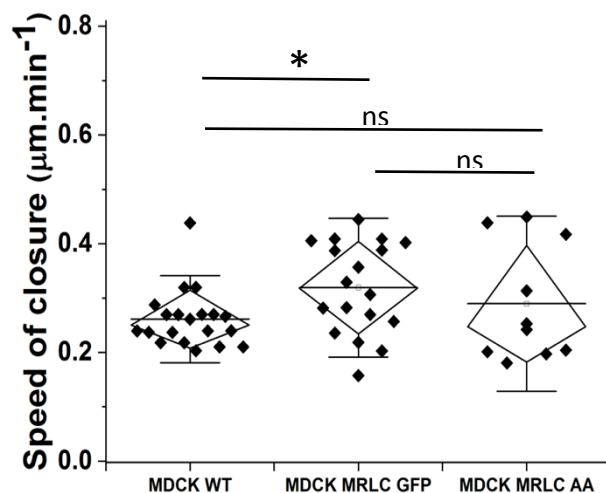 Speed of closure (μm.min⁻¹)
0.8
0.6
0.4
0.2
0.0
*
ns
ns
MDCK WT
MDCK MRLC GFP
MDCK MRLC AA